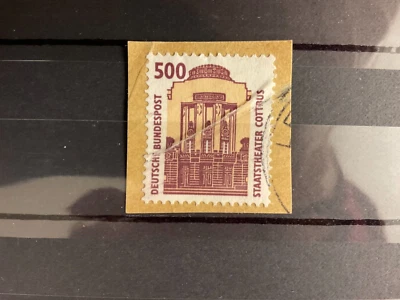 500
DEUTSCHE BUNDESPOST
STAATSTHEATER COTTBUS